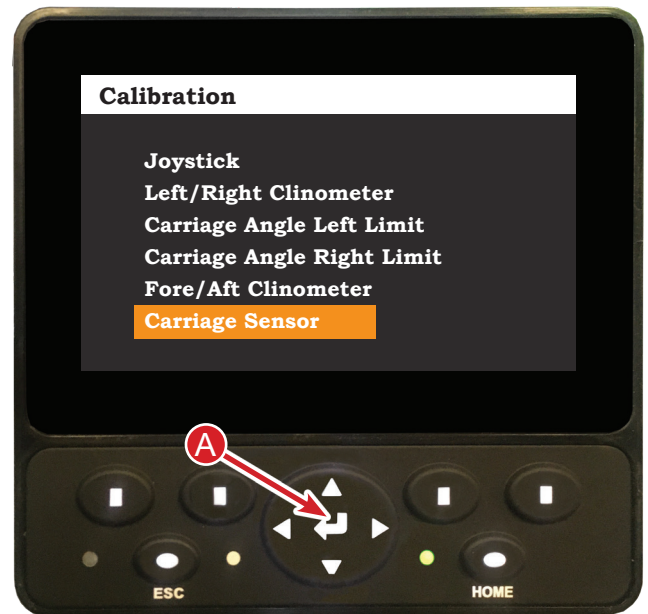 Calibration
Joystick
Left/Right Clinometer
Carriage Angle Left Limit
Carriage Angle Right Limit
Fore/Aft Clinometer
Carriage Sensor
A
ESC
HOME